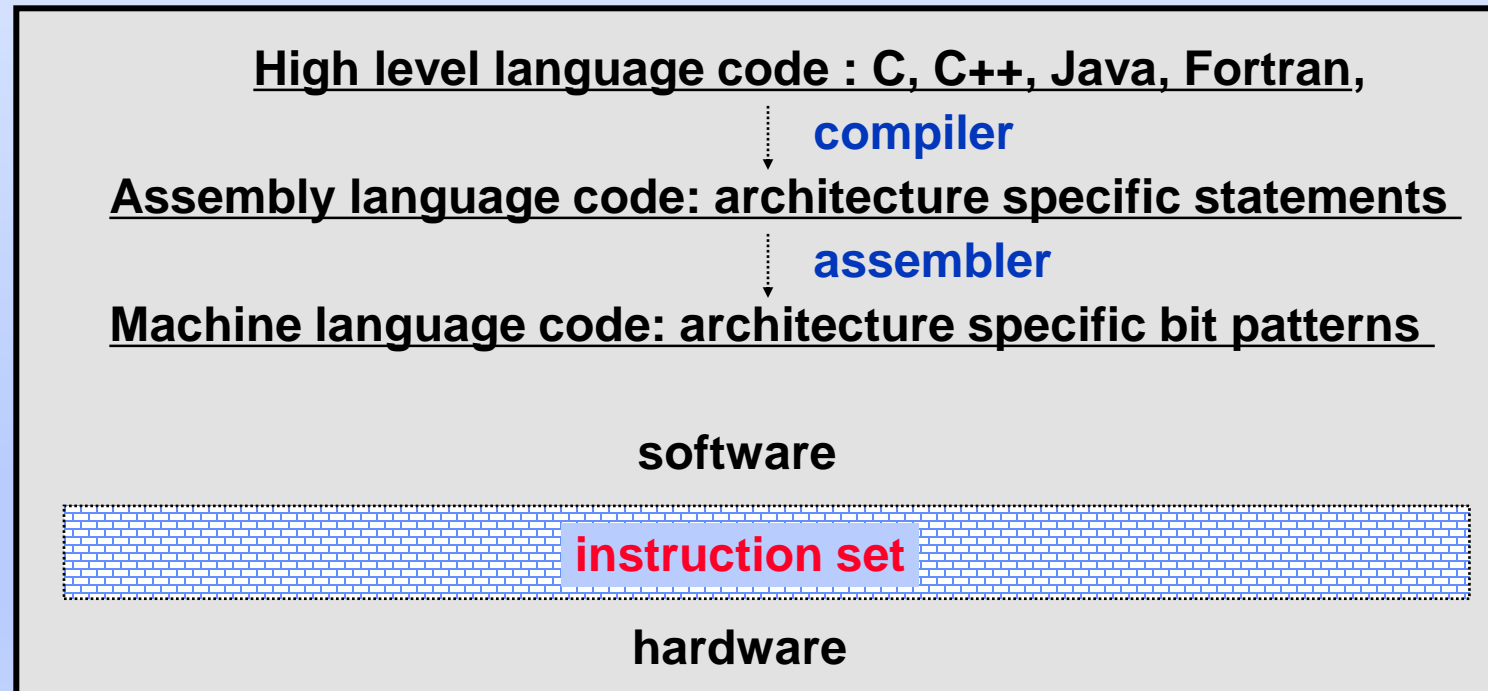 High level language code : C, C++, Java, Fortran,
compiler
Assembly language code: architecture specific statements
assembler
Machine language code: architecture specific bit patterns
software
instruction set
hardware